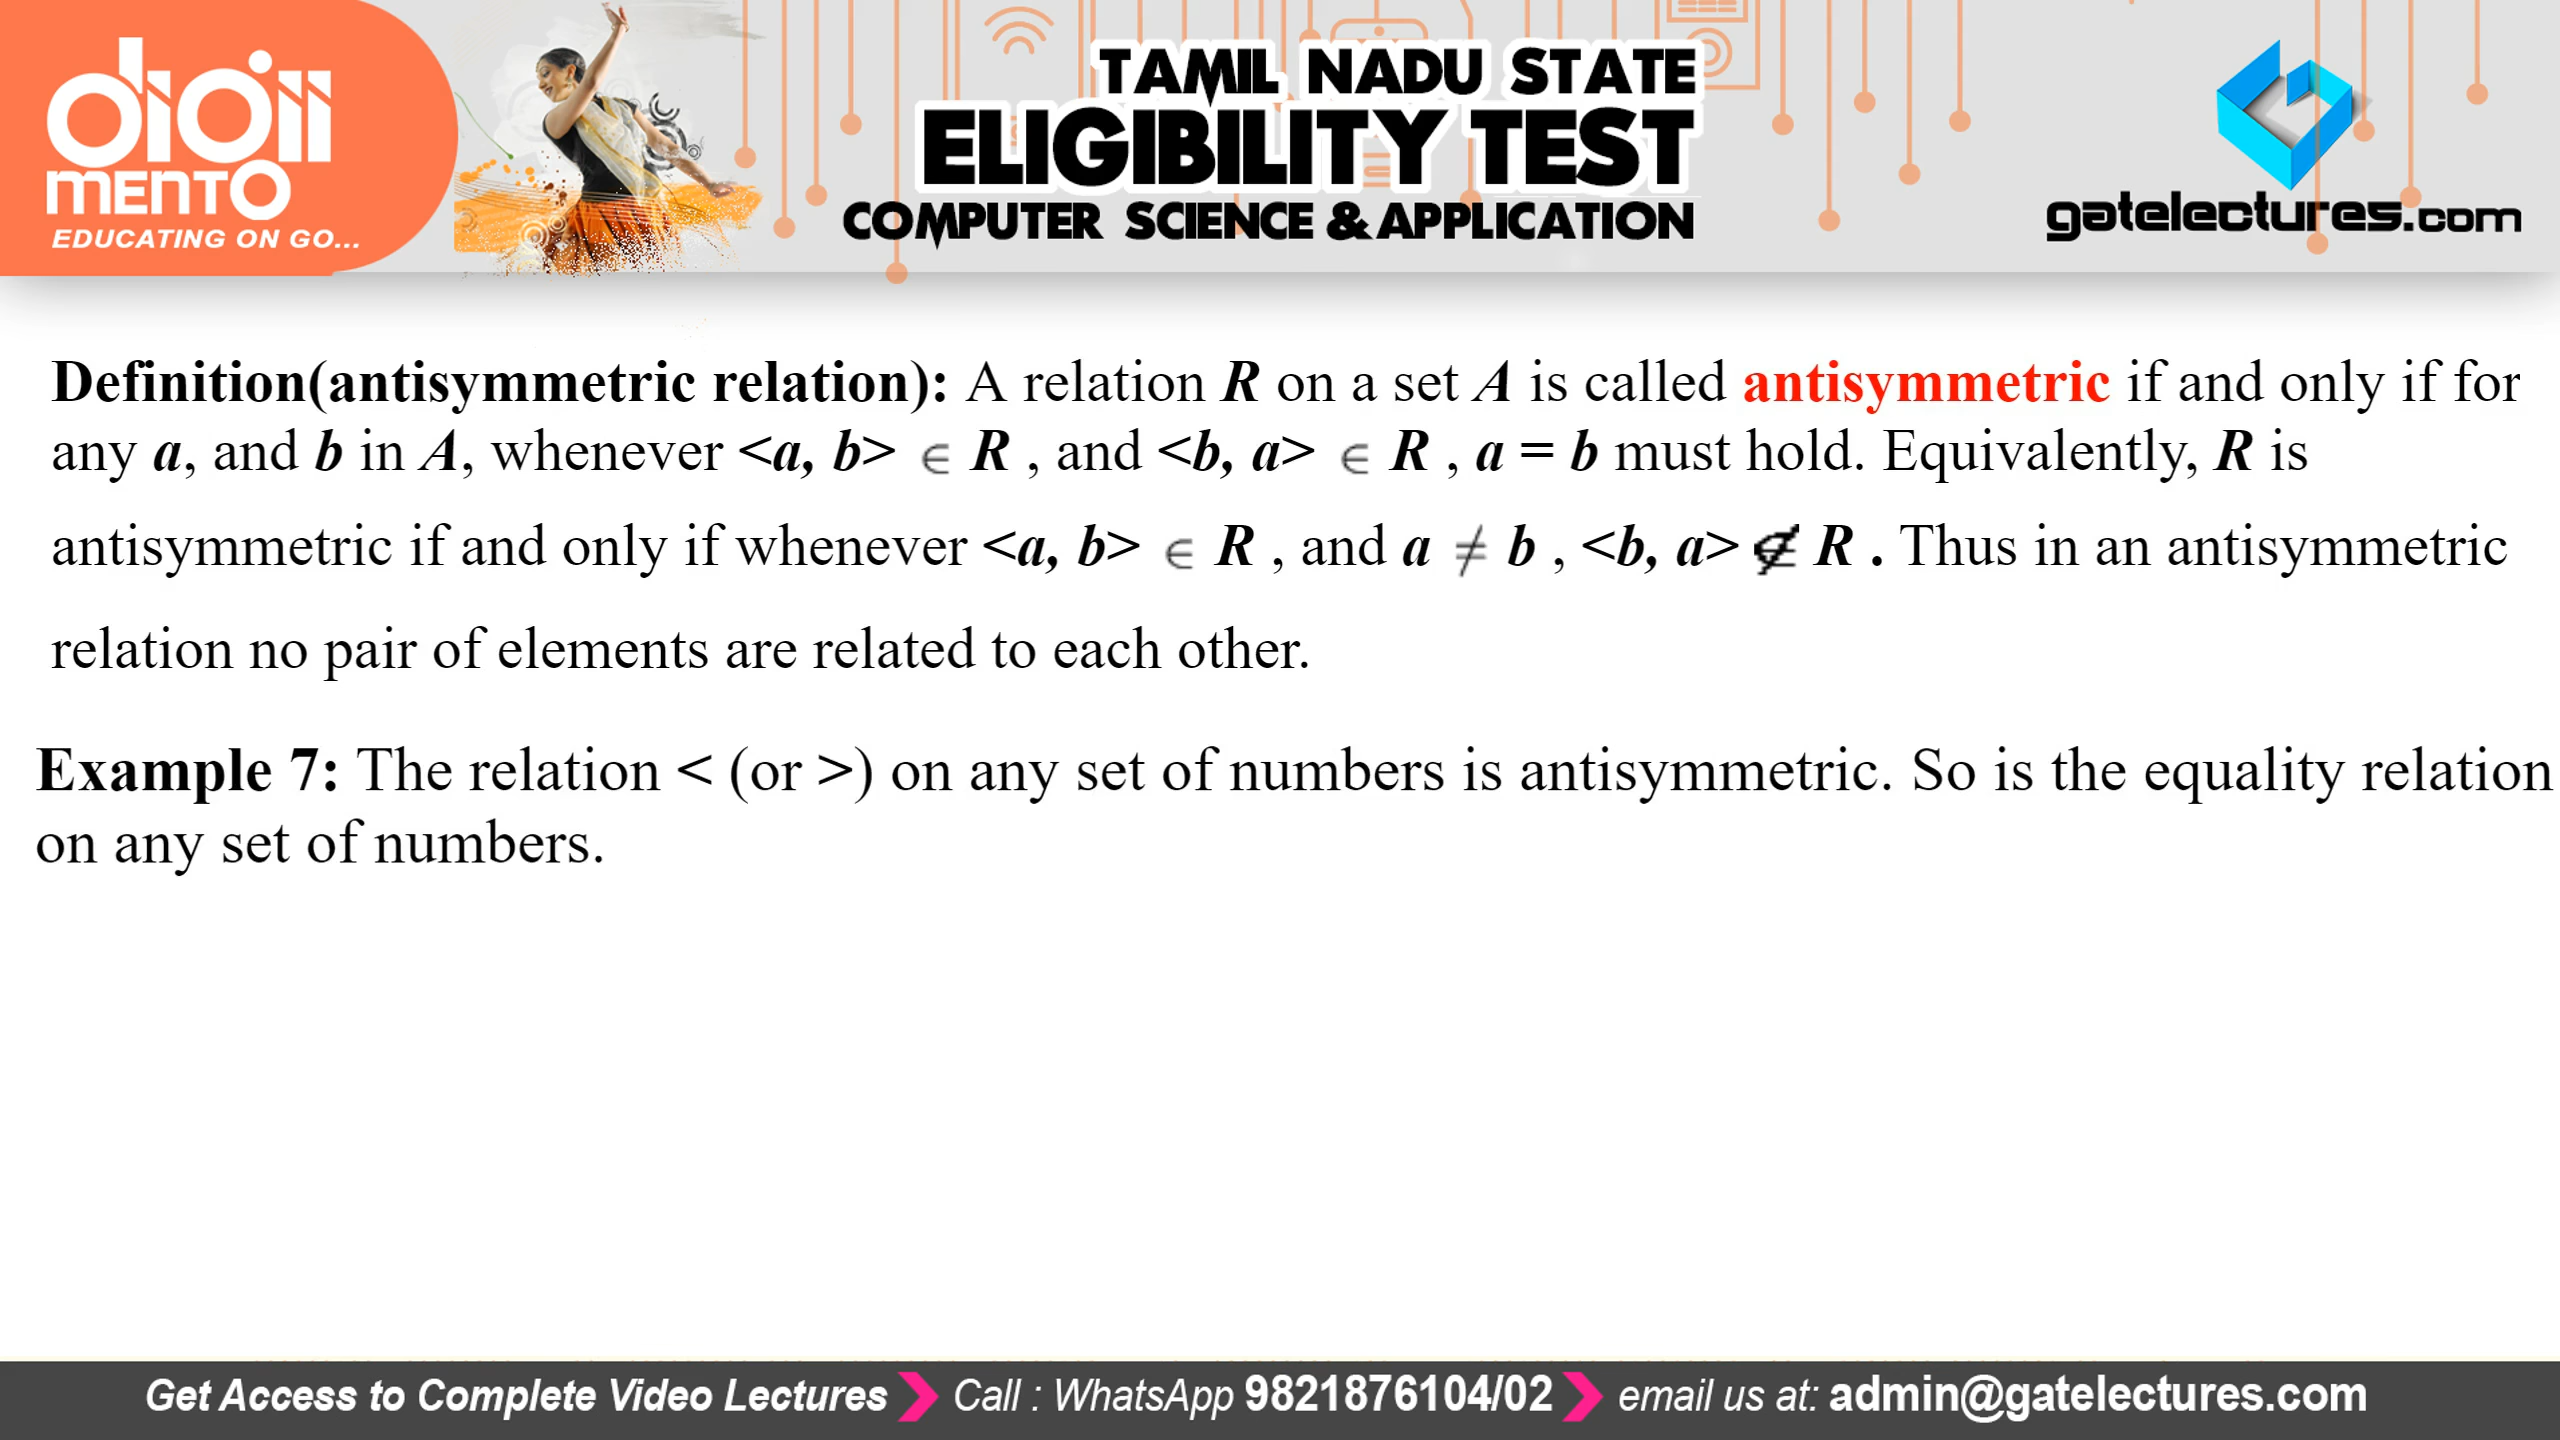 digii
MENTO
EDUCATING ON GO...
TAMIL NADU STATE
ELIGIBILITY TEST
COMPUTER SCIENCE & APPLICATION
gatelectures.com
Definition(antisymmetric relation): A relation R on a set A is called antisymmetric if and only if for
any a, and b in A, whenever <a, b> ∈ R , and <b, a> ∈ R , a = b must hold. Equivalently, R is
antisymmetric if and only if whenever <a, b> ∈ R , and a ≠ b , <b, a> ∉ R . Thus in an antisymmetric
relation no pair of elements are related to each other.
Example 7: The relation < (or >) on any set of numbers is antisymmetric. So is the equality relation
on any set of numbers.
Get Access to Complete Video Lectures Call : WhatsApp 9821876104/02 email us at: admin@gatelectures.com